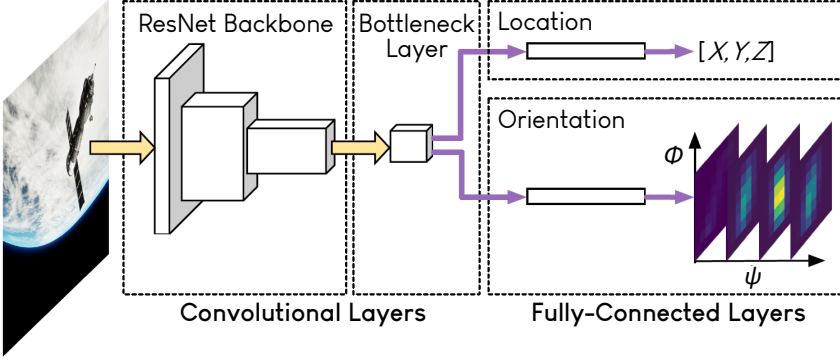 ResNet Backbone
Bottleneck
Layer
Location
[X,Y,Z]
Orientation
Φ
ψ
Convolutional Layers
Fully-Connected Layers